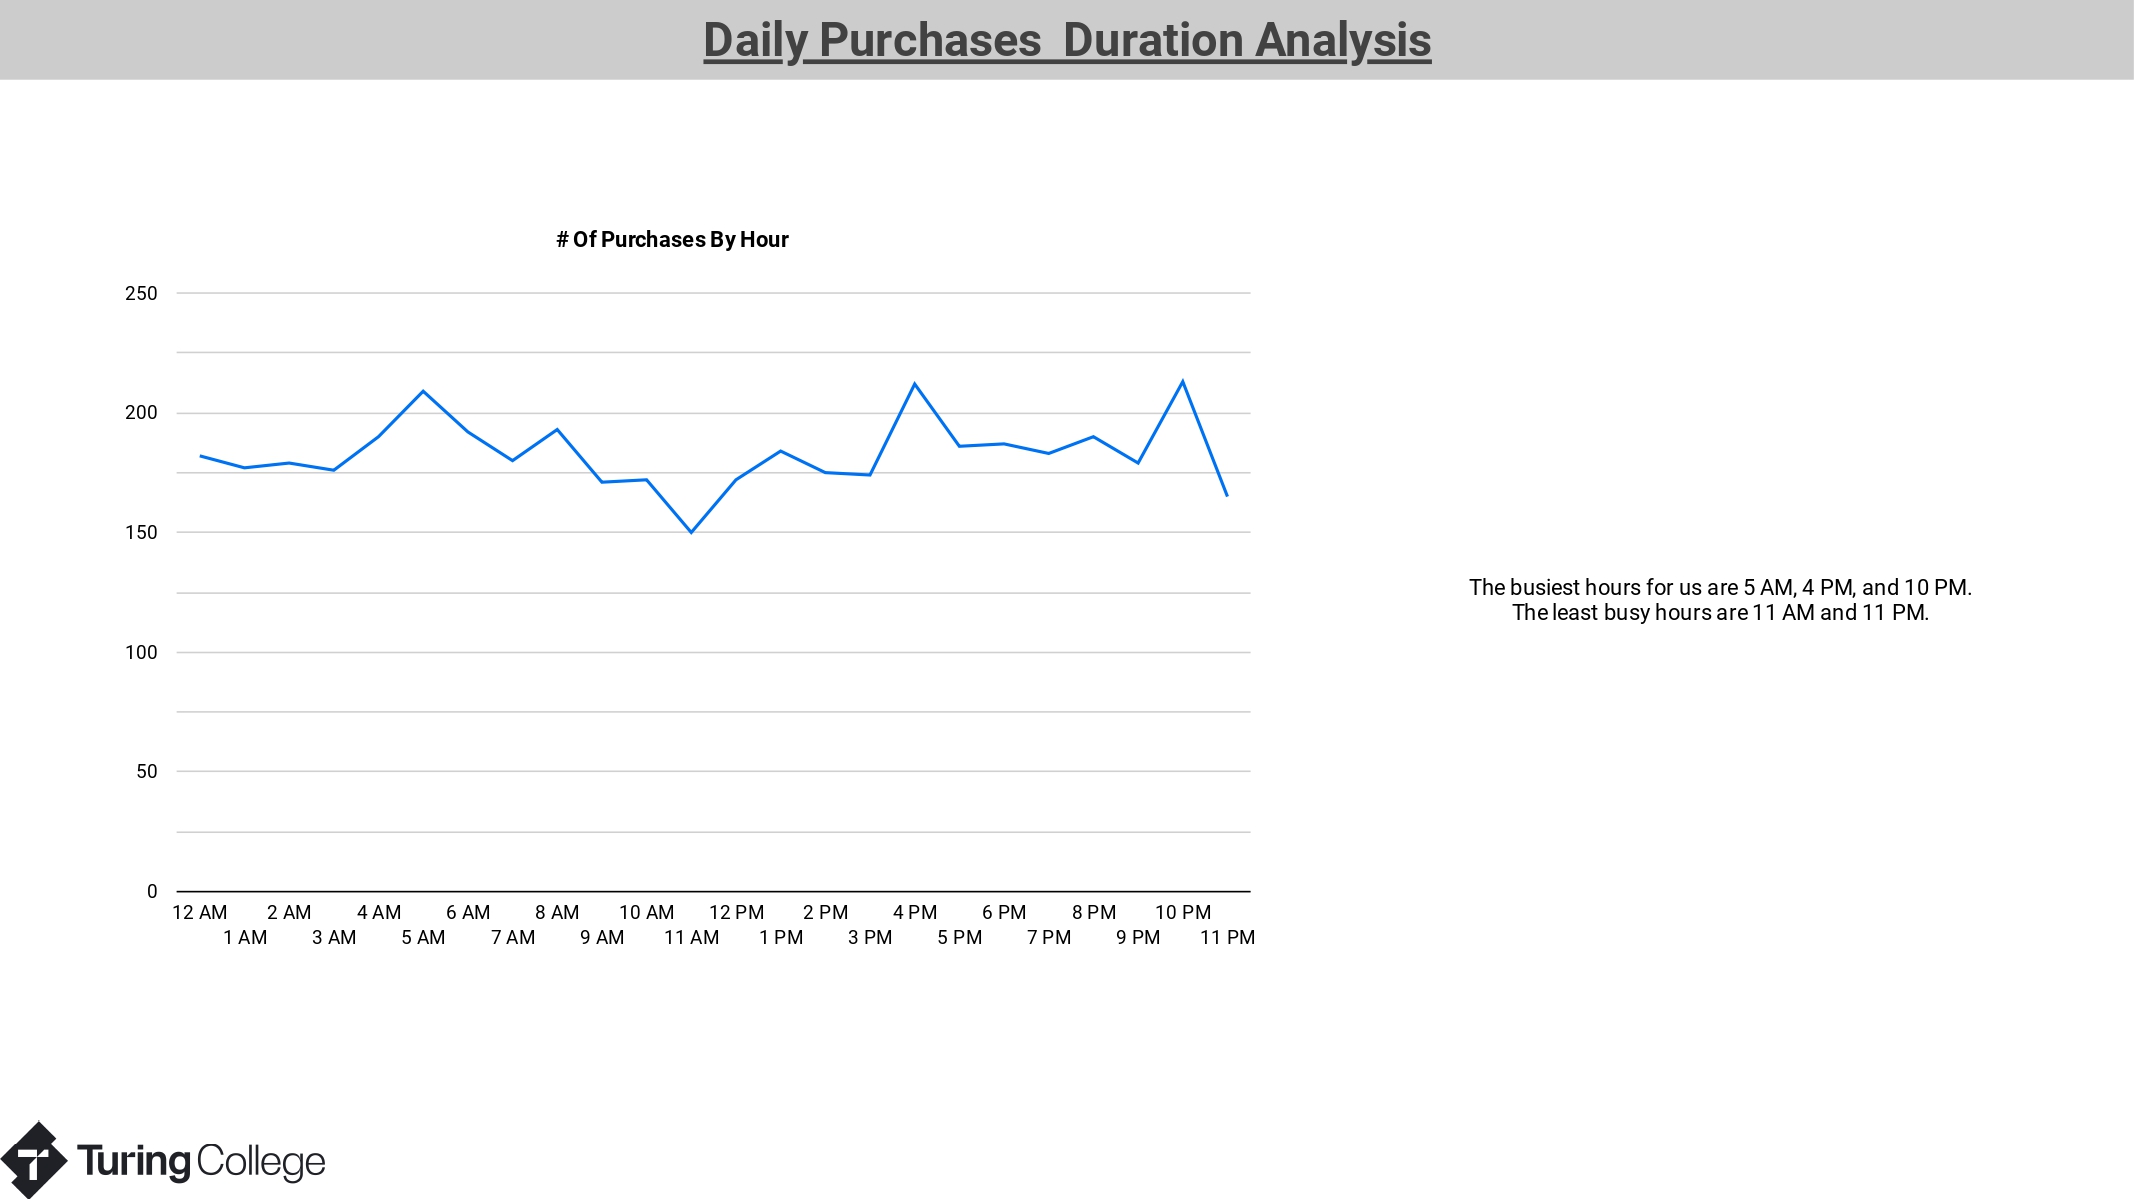 Daily Purchases  Duration Analysis
# Of Purchases By Hour
250
200
150
100
50
0
12 AM 2 AM 4 AM 6 AM 8 AM 10 AM 12 PM 2 PM 4 PM 6 PM 8 PM 10 PM
1 AM 3 AM 5 AM 7 AM 9 AM 11 AM 1 PM 3 PM 5 PM 7 PM 9 PM 11 PM
The busiest hours for us are 5 AM, 4 PM, and 10 PM.
The least busy hours are 11 AM and 11 PM.
Turing College